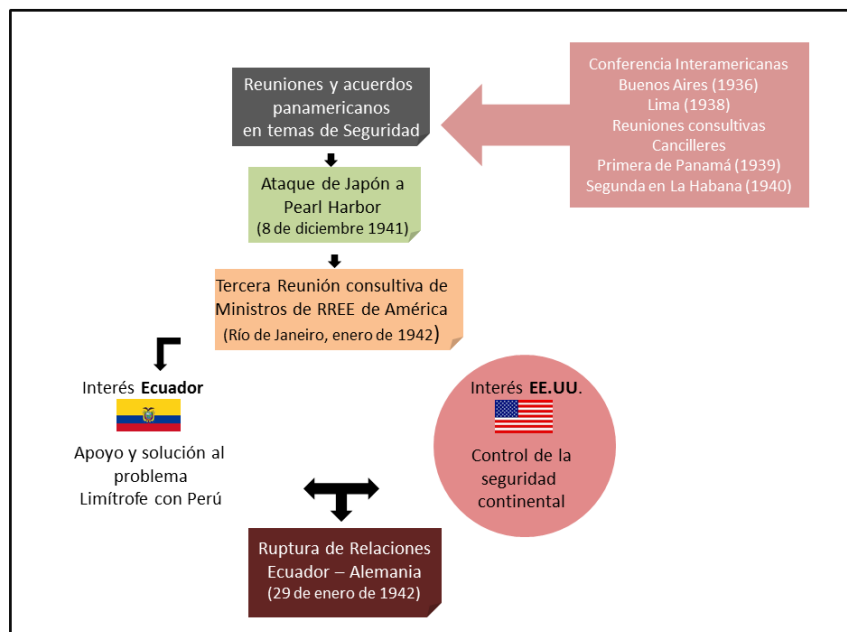 Reuniones y acuerdos
panamericanos
en temas de Seguridad
Conferencia Interamericanas
Buenos Aires (1936)
Lima (1938)
Reuniones consultivas
Cancilleres
Primera de Panamá (1939)
Segunda en La Habana (1940)
Ataque de Japón a
Pearl Harbor
(8 de diciembre 1941)
Tercera Reunión consultiva de
Ministros de RREE de América
(Río de Janeiro, enero de 1942)
Interés Ecuador
Apoyo y solución al
problema
Limítrofe con Perú
Interés EE.UU.
Control de la
seguridad
continental
Ruptura de Relaciones
Ecuador – Alemania
(29 de enero de 1942)